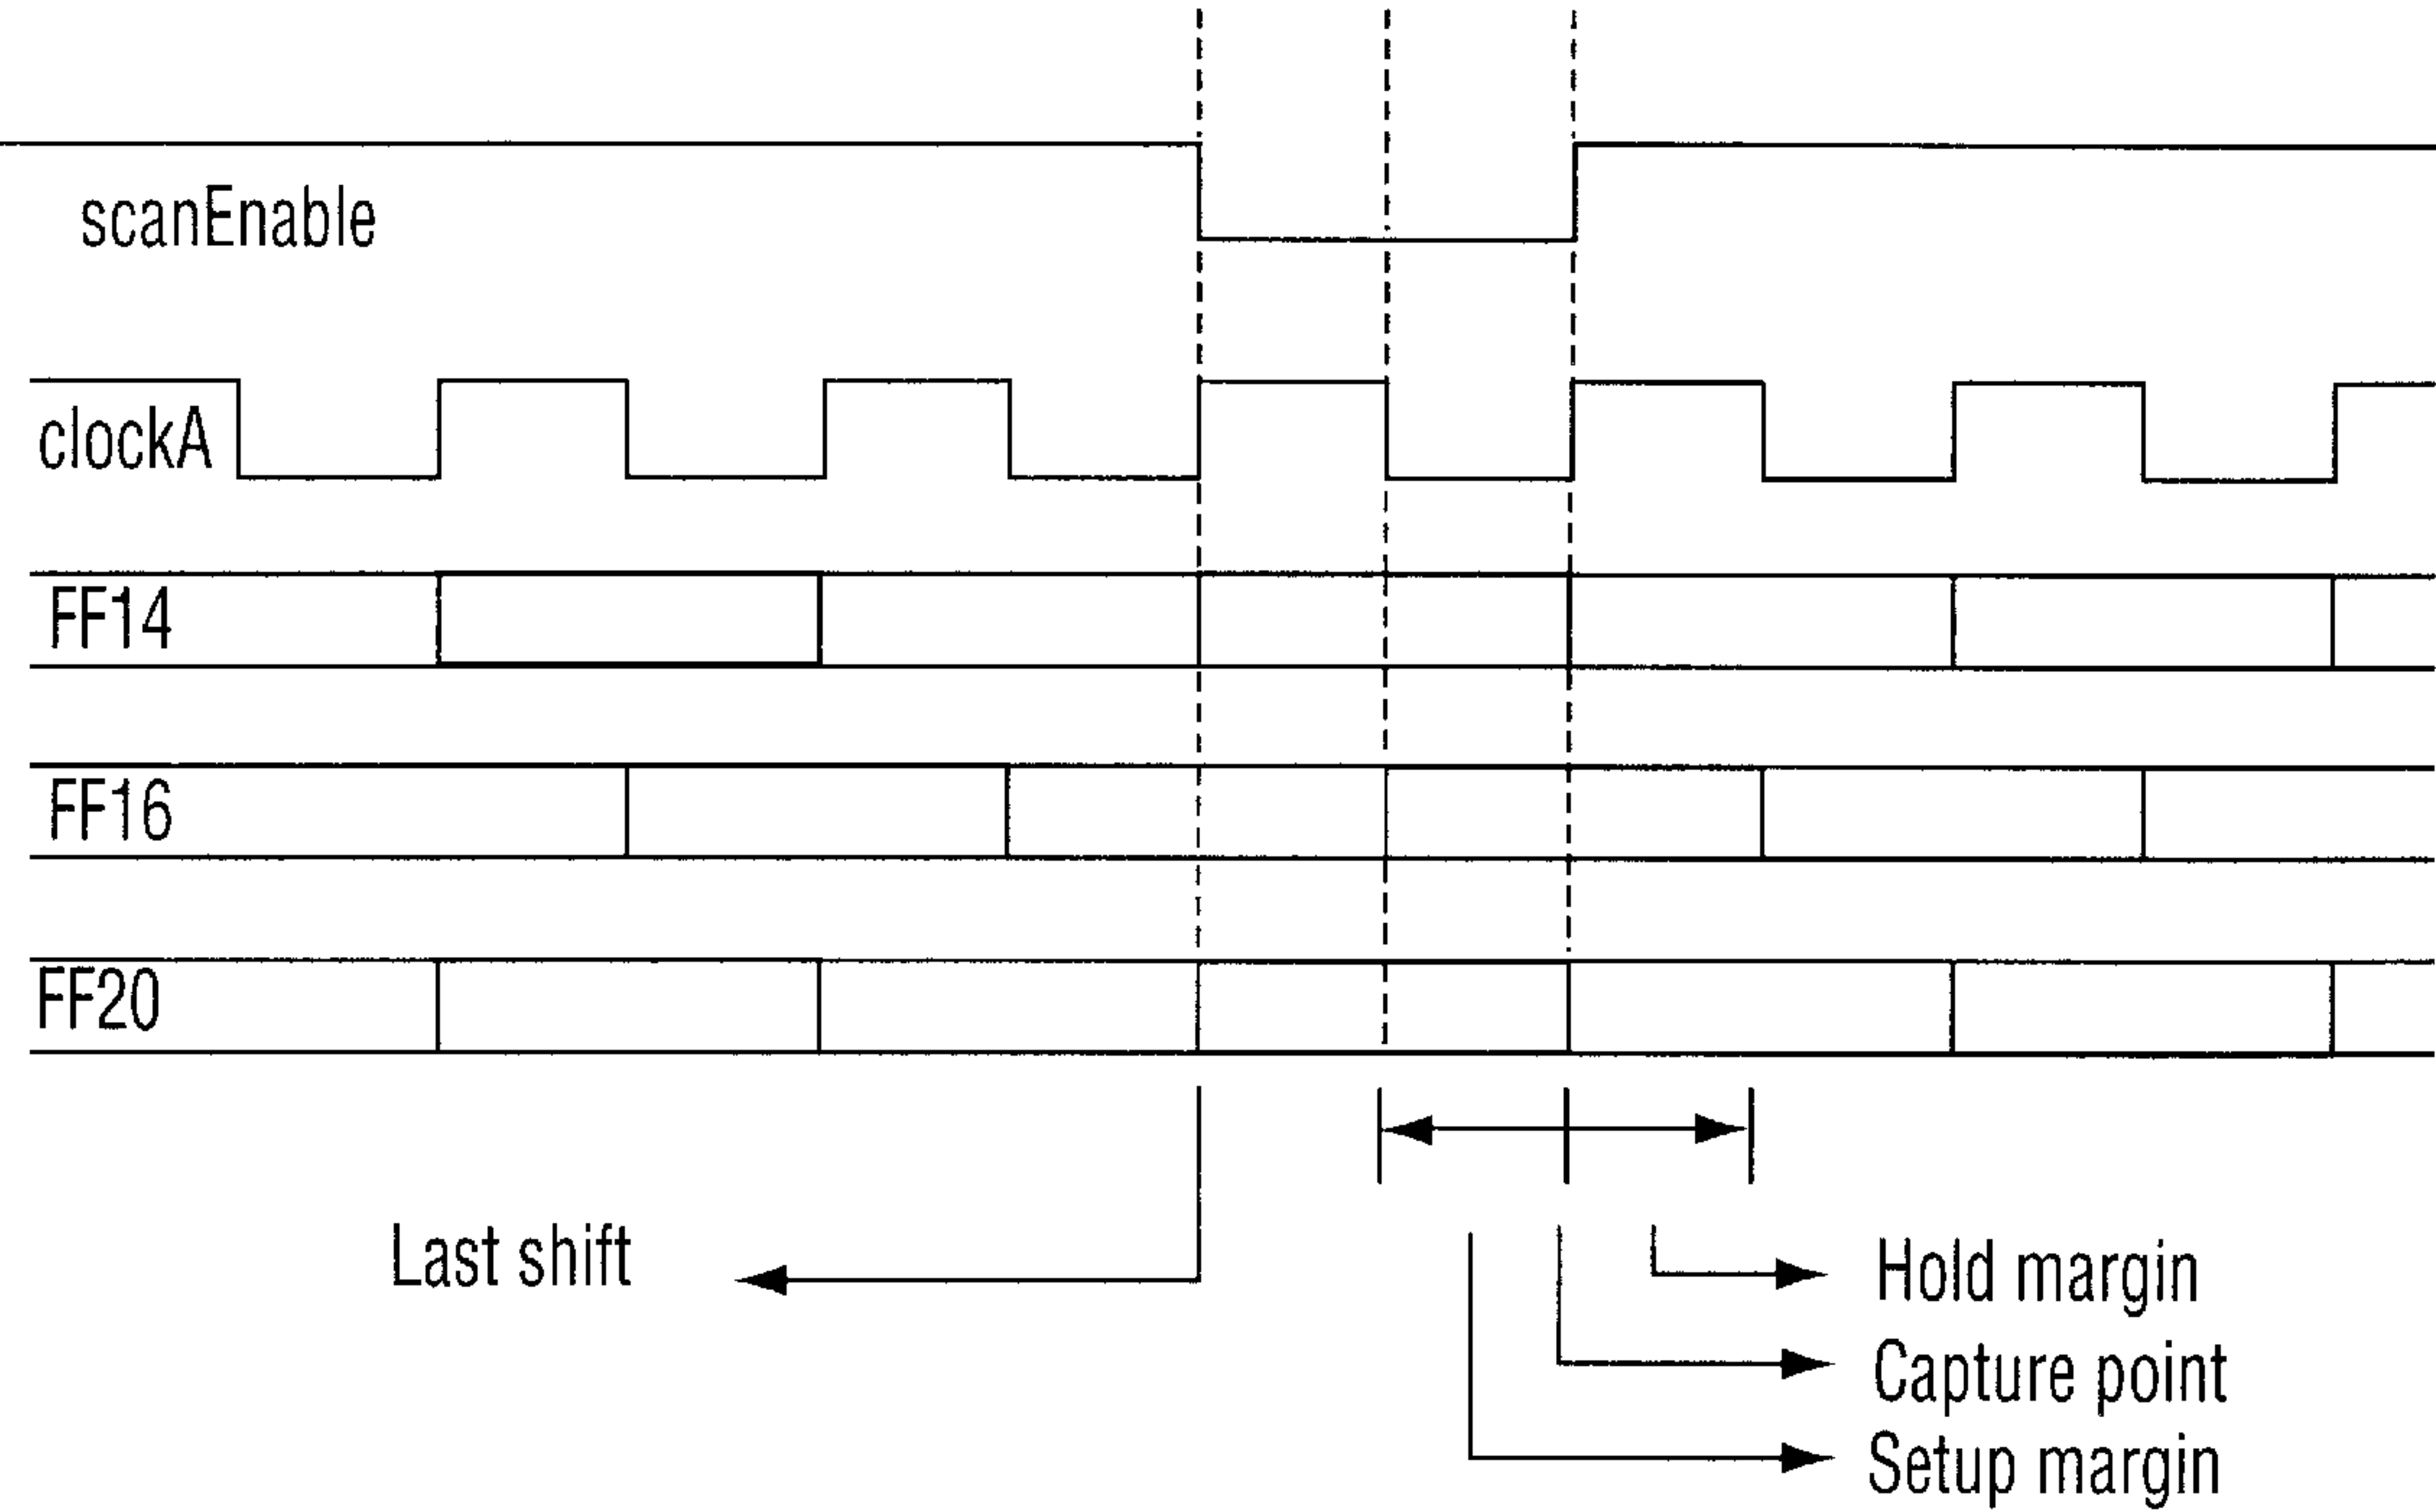 scanEnable
clockA
FF14
FF16
FF20
Last shift
Hold margin
Capture point
Setup margin